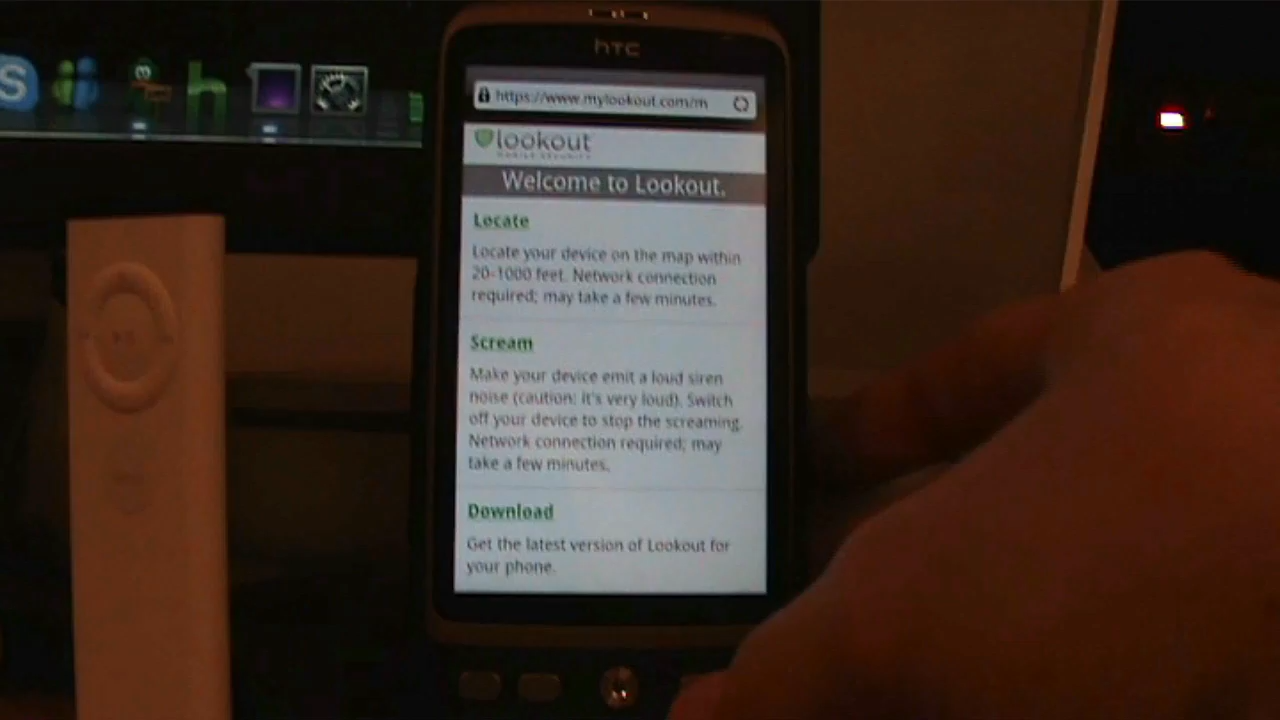 htc
https://www.mylookout.com/m
lookout
MOBILE SECURITY
Welcome to Lookout.
Locate
Locate your device on the map within
20-1000 feet. Network connection
required; may take a few minutes.
Scream
Make your device emit a loud siren
noise (caution: it's very loud). Switch
off your device to stop the screaming.
Network connection required; may
take a few minutes.
Download
Get the latest version of Lookout for
your phone.